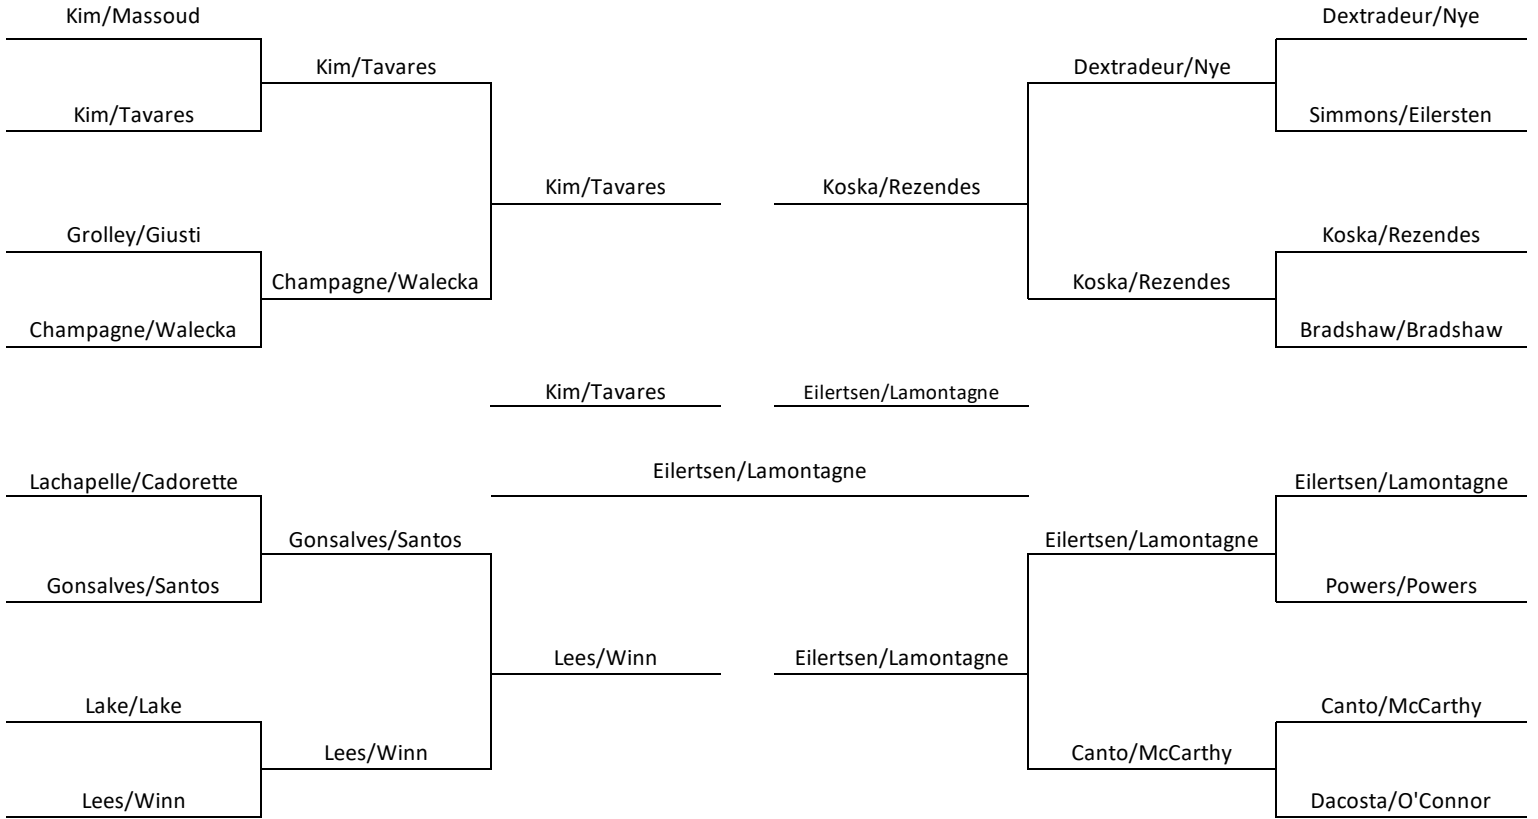 Kim/Massoud
Dextradeur/Nye
Kim/Tavares
Dextradeur/Nye
Kim/Tavares
Simmons/Eilersten
Kim/Tavares
Koska/Rezendes
Grolley/Giusti
Koska/Rezendes
Champagne/Walecka
Koska/Rezendes
Champagne/Walecka
Bradshaw/Bradshaw
Kim/Tavares
Eilertsen/Lamontagne
Eilertsen/Lamontagne
Lachapelle/Cadorette
Eilertsen/Lamontagne
Gonsalves/Santos
Eilertsen/Lamontagne
Gonsalves/Santos
Powers/Powers
Lees/Winn
Eilertsen/Lamontagne
Lake/Lake
Canto/McCarthy
Lees/Winn
Canto/McCarthy
Lees/Winn
Dacosta/O'Connor